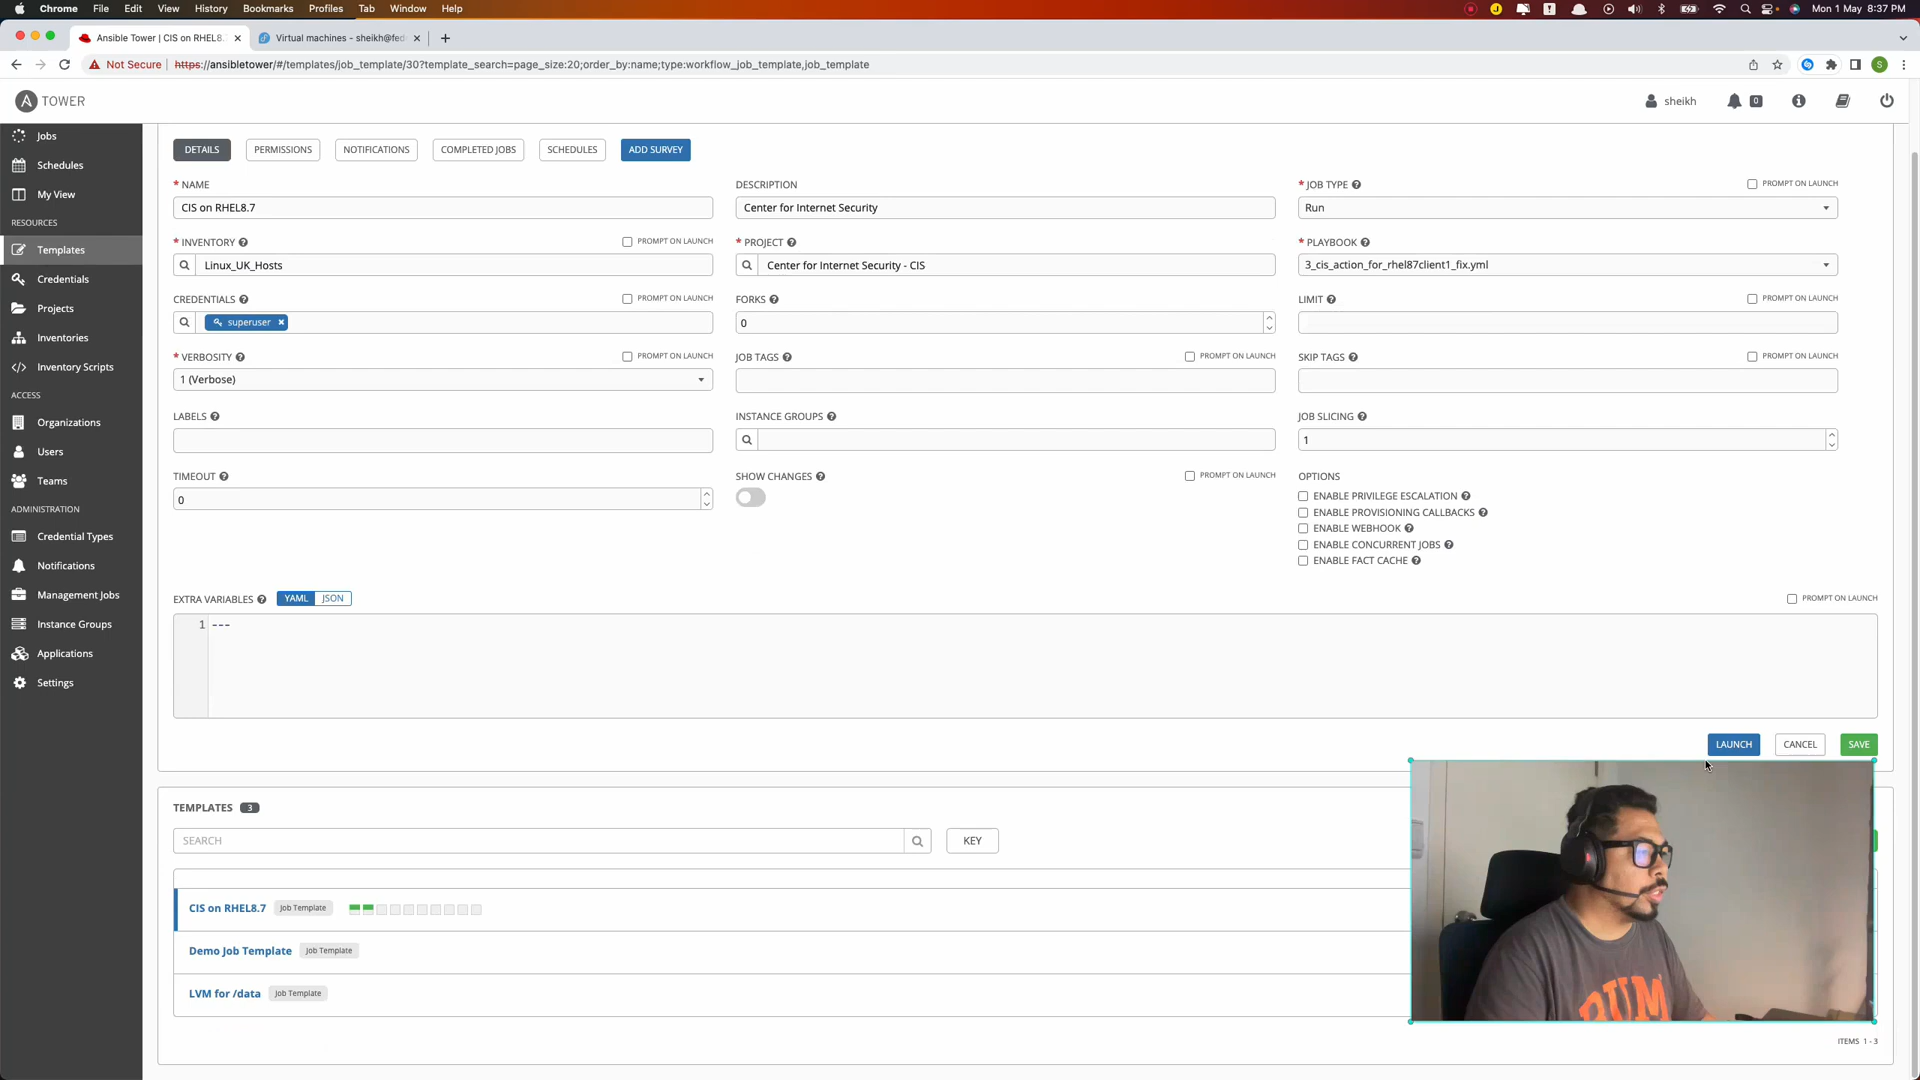 Chrome File Edit View History Bookmarks Profiles Tab Window Help Mon 1 May 8:37 PM
Ansible Tower | CIS on RHEL8. Virtual machines - sheikh@fed
Not Secure https://ansibletower/#/templates/job_template/30?template_search=page_size:20;order_by:name;type:workflow_job_template,job_template
A TOWER sheikh 0
Jobs
Schedules
My View
RESOURCES
Templates
Credentials
Projects
Inventories
Inventory Scripts
ACCESS
Organizations
Users
Teams
ADMINISTRATION
Credential Types
Notifications
Management Jobs
Instance Groups
Applications
Settings
DETAILS PERMISSIONS NOTIFICATIONS COMPLETED JOBS SCHEDULES ADD SURVEY
* NAME DESCRIPTION * JOB TYPE PROMPT ON LAUNCH
CIS on RHEL8.7 Center for Internet Security Run
* INVENTORY PROMPT ON LAUNCH * PROJECT * PLAYBOOK
Linux_UK_Hosts Center for Internet Security - CIS 3_cis_action_for_rhel87client1_fix.yml
CREDENTIALS PROMPT ON LAUNCH FORKS LIMIT PROMPT ON LAUNCH
superuser 0
* VERBOSITY PROMPT ON LAUNCH JOB TAGS PROMPT ON LAUNCH SKIP TAGS PROMPT ON LAUNCH
1 (Verbose)
LABELS INSTANCE GROUPS JOB SLICING
1
TIMEOUT SHOW CHANGES PROMPT ON LAUNCH OPTIONS
0
ENABLE PRIVILEGE ESCALATION
ENABLE PROVISIONING CALLBACKS
ENABLE WEBHOOK
ENABLE CONCURRENT JOBS
ENABLE FACT CACHE
EXTRA VARIABLES YAML JSON PROMPT ON LAUNCH
1 ---
LAUNCH CANCEL SAVE
TEMPLATES 3
SEARCH KEY
CIS on RHEL8.7 Job Template
Demo Job Template Job Template
LVM for /data Job Template
ITEMS 1 - 3